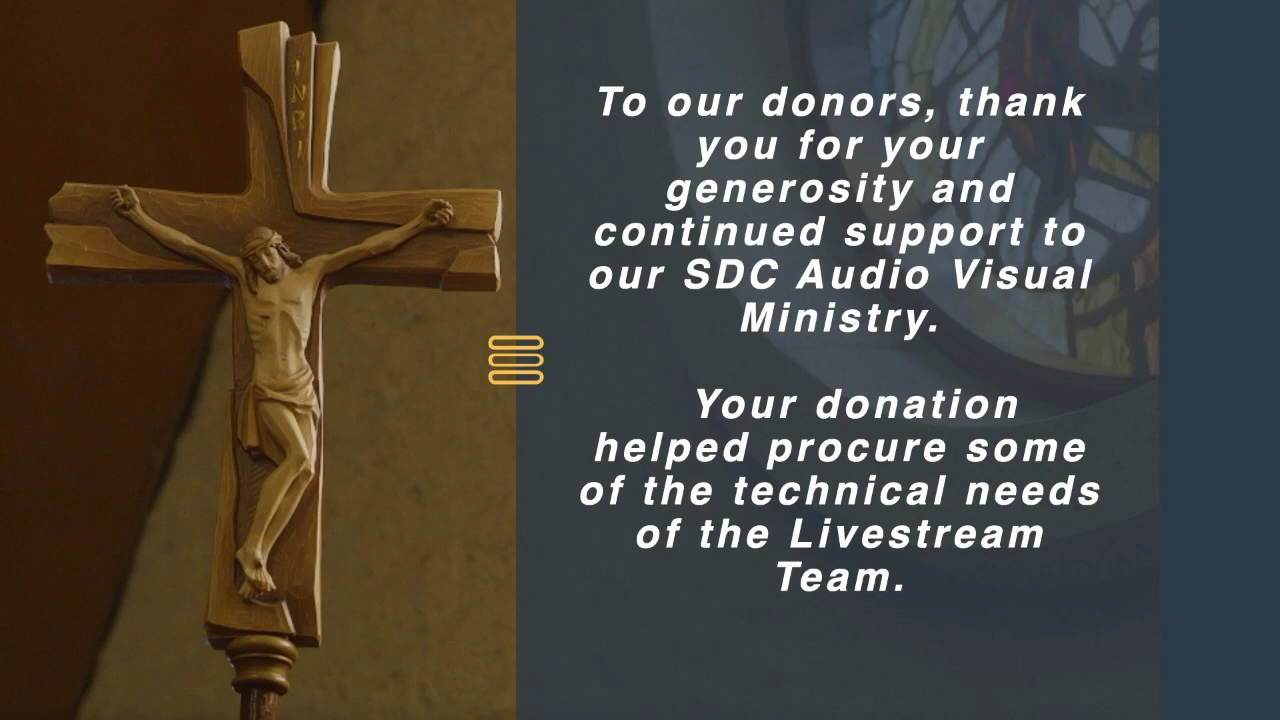 INRI
To our donors, thank
you for your
generosity and
continued support to
our SDC Audio Visual
Ministry.
Your donation
helped procure some
of the technical needs
of the Livestream
Team.